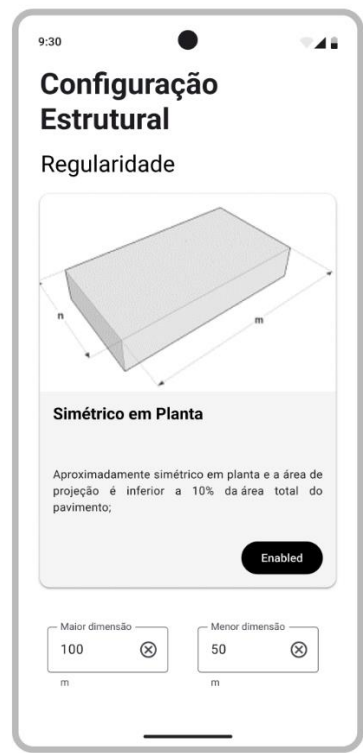 9:30
Configuração
Estrutural
Regularidade
n
m
Simétrico em Planta
Aproximadamente simétrico em planta e a área de
projeção é inferior a 10% da área total do
pavimento;
Enabled
Maior dimensão
100
m
Menor dimensão
50
m